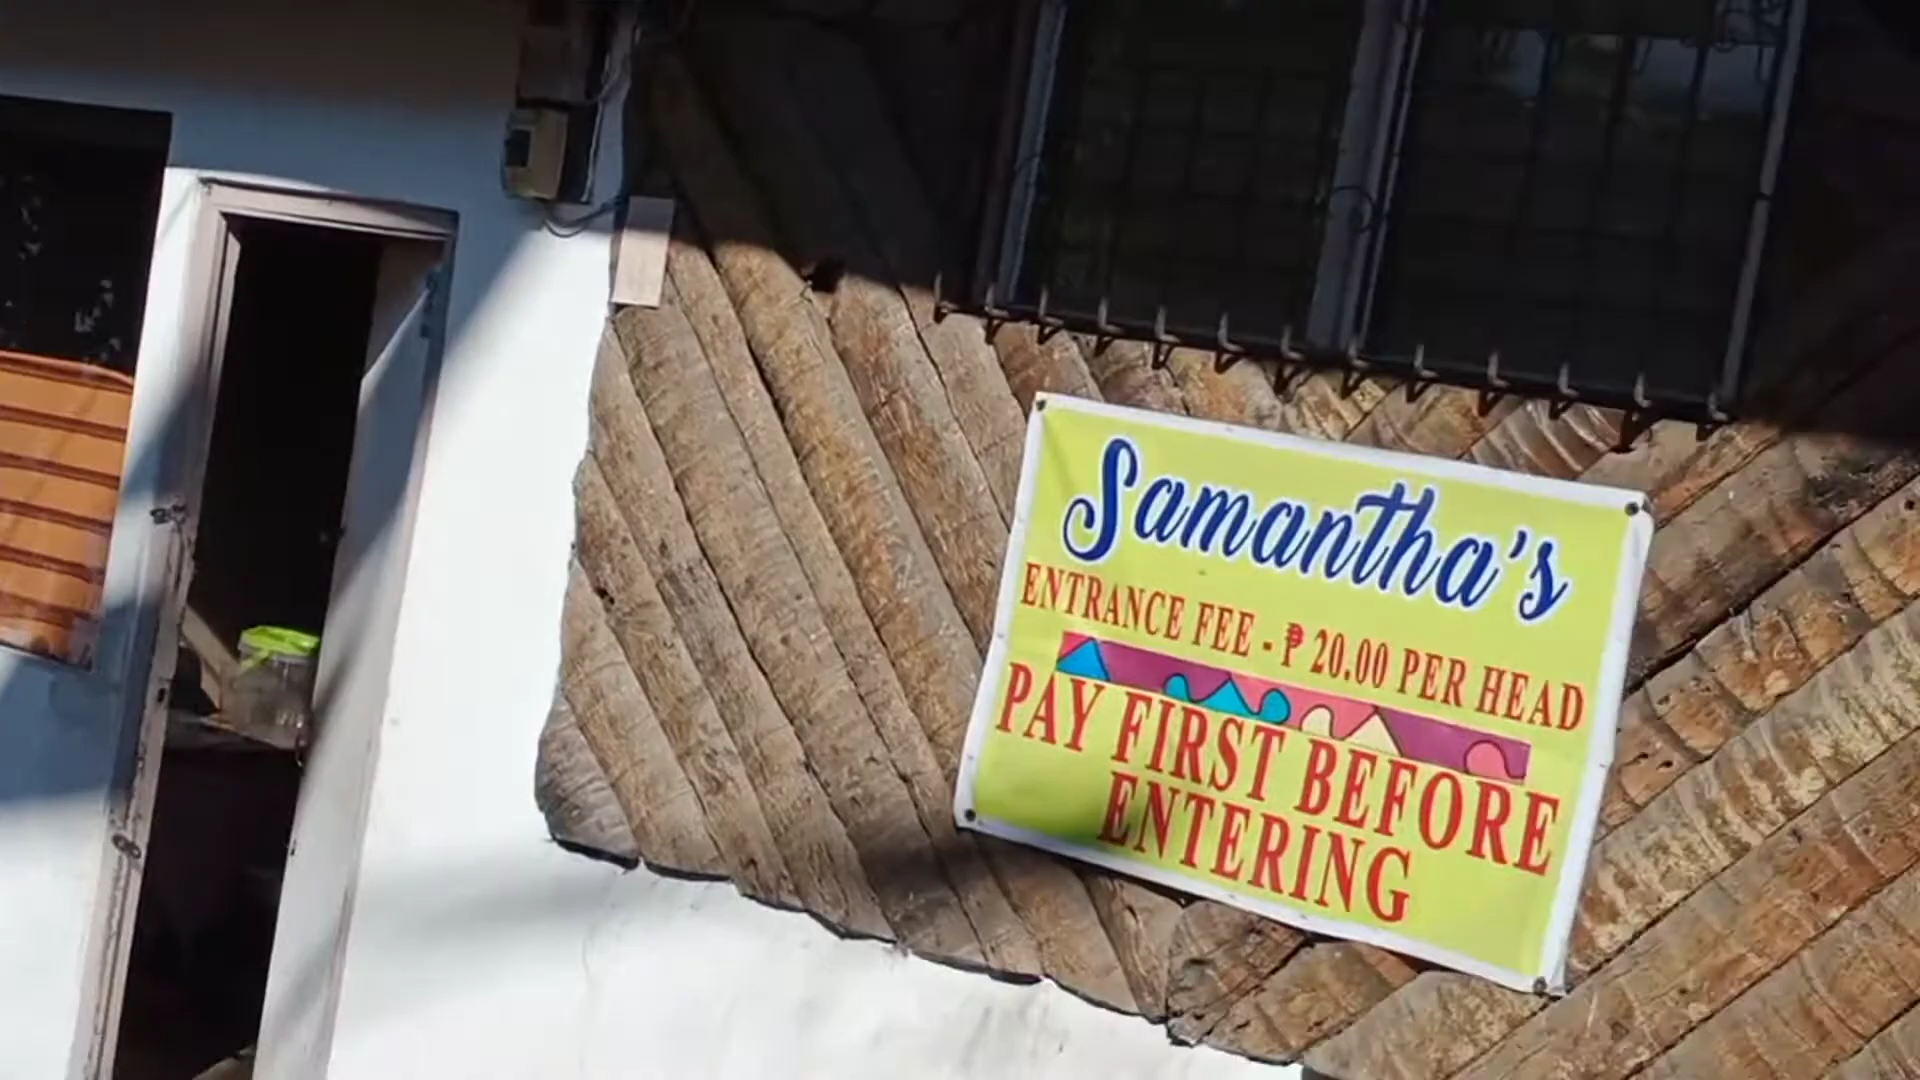 Samantha's
ENTRANCE FEE - ₱ 20.00 PER HEAD
PAY FIRST BEFORE
ENTERING